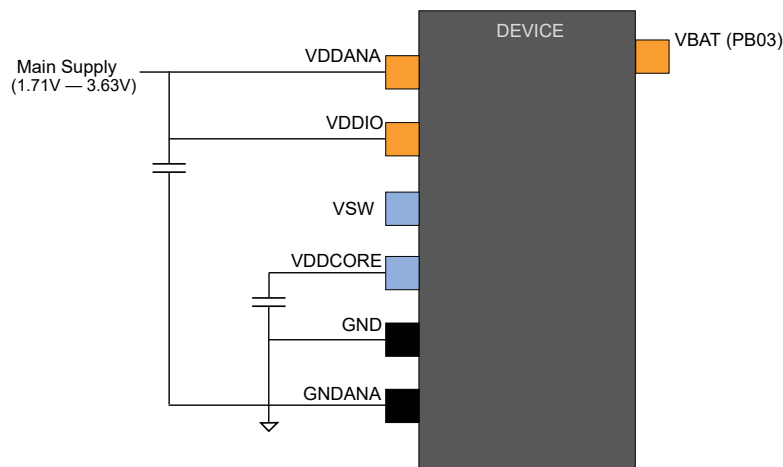 DEVICE
VBAT (PB03)
VDDANA
Main Supply
(1.71V — 3.63V)
VDDIO
VSW
VDDCORE
GND
GNDANA